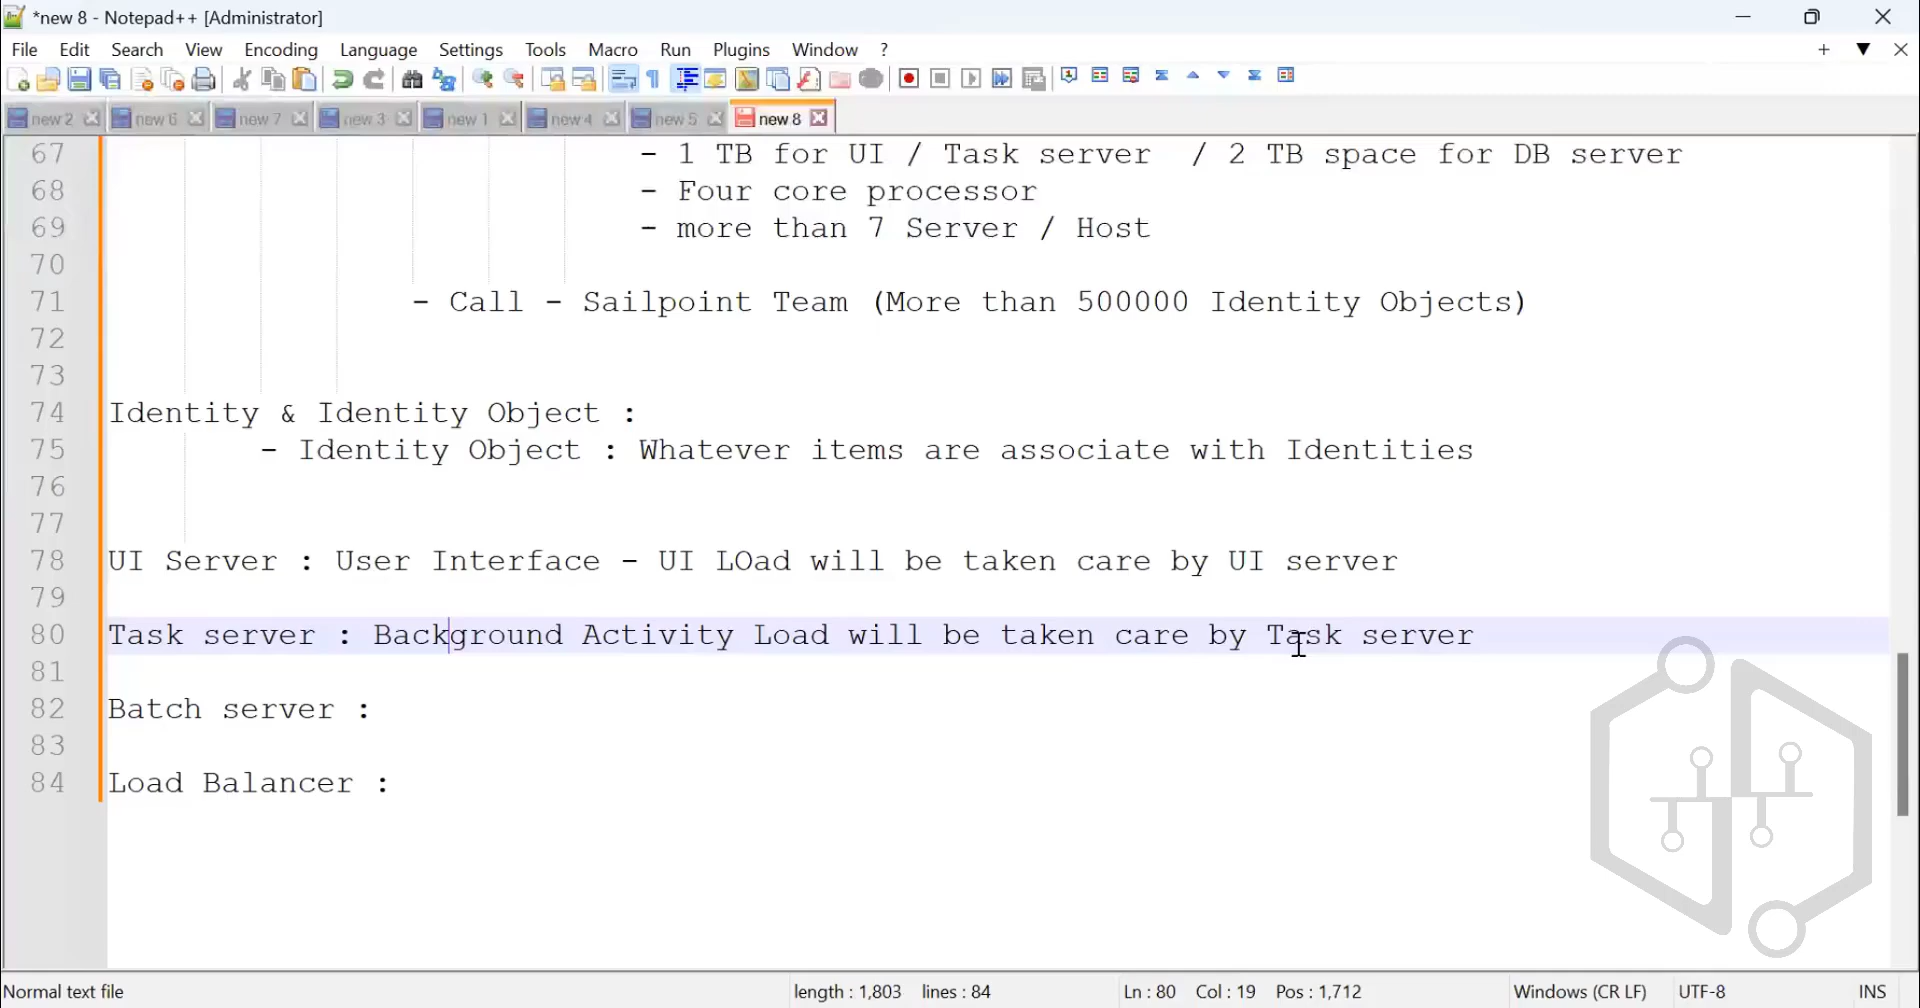 *new 8 - Notepad++ [Administrator]
File Edit Search View Encoding Language Settings Tools Macro Run Plugins Window ?
new 2 new 6 new 7 new 3 new 1 new 4 new 5 new 8
67 - 1 TB for UI / Task server / 2 TB space for DB server
68 - Four core processor
69 - more than 7 Server / Host
70
71 - Call - Sailpoint Team (More than 500000 Identity Objects)
72
73
74 Identity & Identity Object :
75 - Identity Object : Whatever items are associate with Identities
76
77
78 UI Server : User Interface - UI LOad will be taken care by UI server
79
80 Task server : Background Activity Load will be taken care by Task server
81
82 Batch server :
83
84 Load Balancer :
Normal text file length : 1,803 lines : 84 Ln : 80 Col : 19 Pos : 1,712 Windows (CR LF) UTF-8 INS